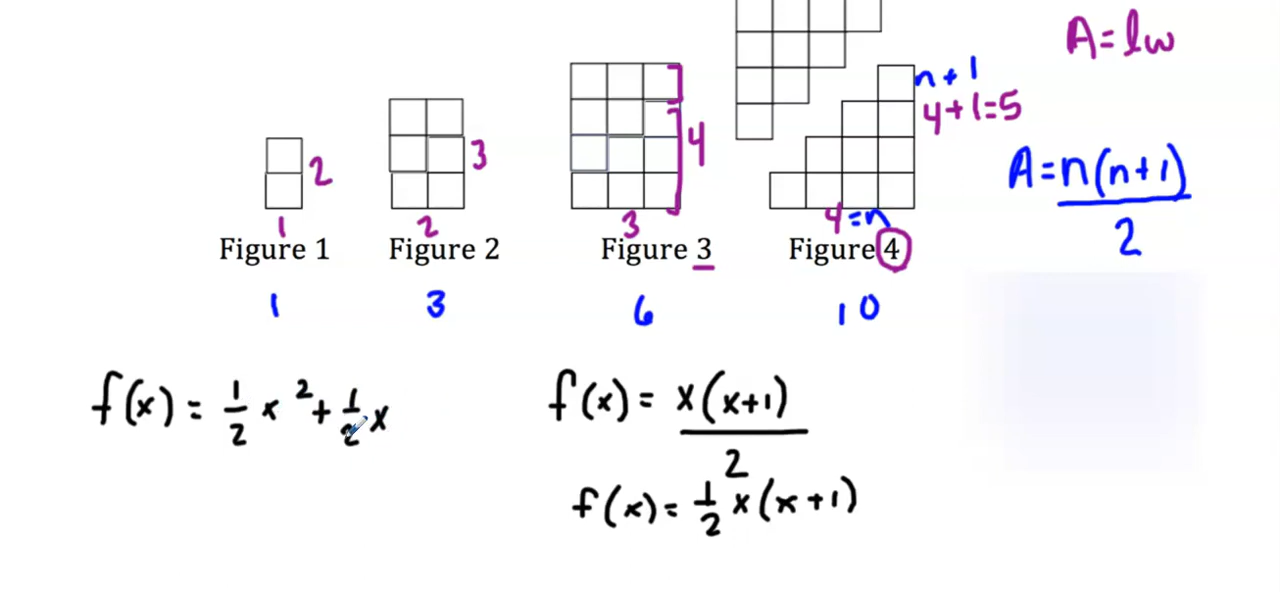 A = lw
n + 1
4 + 1 = 5
2
3
4
A = n(n+1)
2
1
2
3
4 = n
Figure 1
Figure 2
Figure 3
Figure 4
1
3
6
10
f(x) = 1/2 x² + 1/2 x
f(x) = x(x+1)
2
f(x) = 1/2 x(x+1)